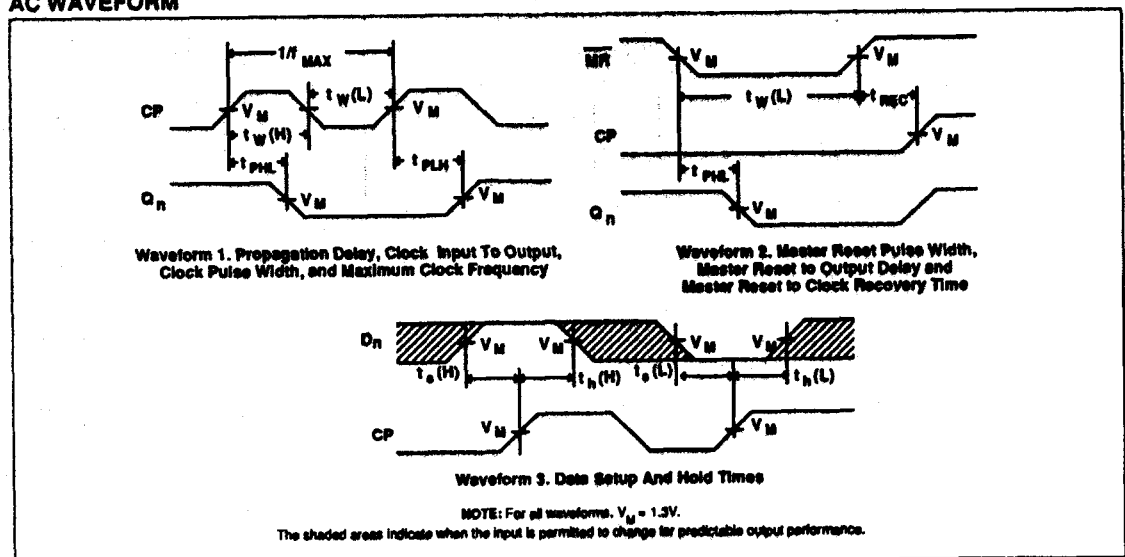 AC WAVEFORM
1/f MAX
t W(L)
CP
V M
V M
t W(H)
t PHL
t PLH
Q n
V M
V M
Waveform 1. Propagation Delay, Clock Input To Output,
Clock Pulse Width, and Maximum Clock Frequency
MR
V M
V M
t W(L)
t REC
CP
V M
t PHL
Q n
V M
Waveform 2. Master Reset Pulse Width,
Master Reset to Output Delay and
Master Reset to Clock Recovery Time
D n
V M
V M
V M
V M
t s(H)
t h(H)
t s(L)
t h(L)
CP
V M
V M
Waveform 3. Data Setup And Hold Times
NOTE: For all waveforms, V M = 1.3V.
The shaded areas indicate when the input is permitted to change for predictable output performance.